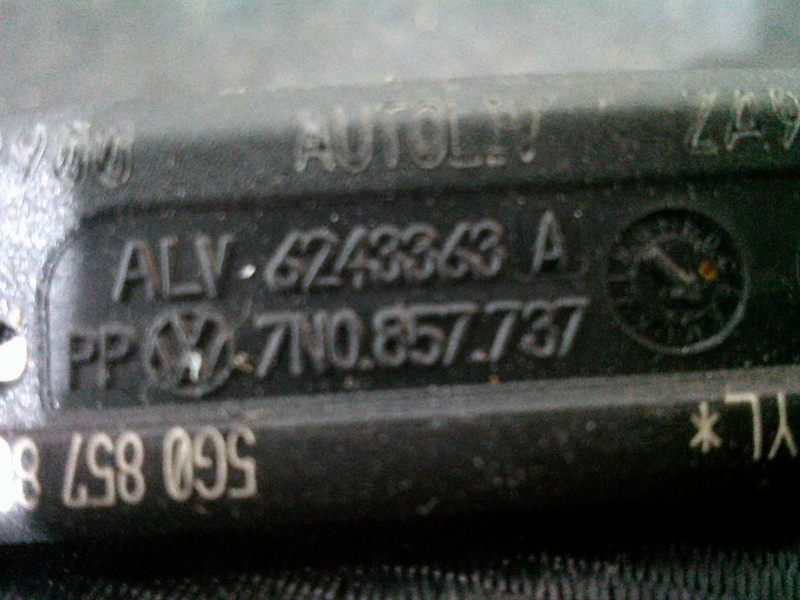 AUTOLIV
ALV 6243363 A
PP 7N0.857.737
5G0 857
*